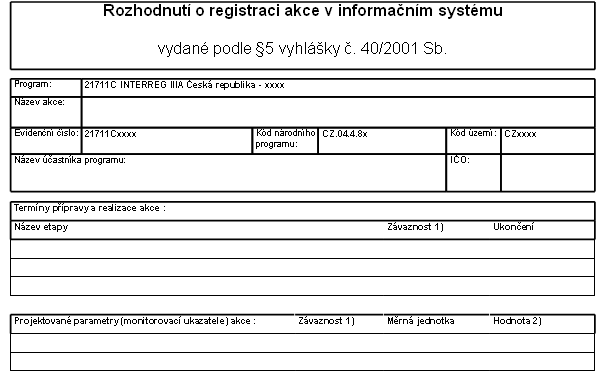 Rozhodnutí o registraci akce v informačním systému
vydané podle §5 vyhlášky č. 40/2001 Sb.
Program: 21711C INTERREG IIIA Česká republika - xxxx
Název akce:
Evidenční číslo: 21711Cxxxx Kód národního programu: CZ.04.4.8x Kód území: CZxxxx
Název účastníka programu: IČO:
Termíny přípravy a realizace akce :
Název etapy Závaznost 1) Ukončení
Projektované parametry (monitorovací ukazatele) akce : Závaznost 1) Měrná jednotka Hodnota 2)